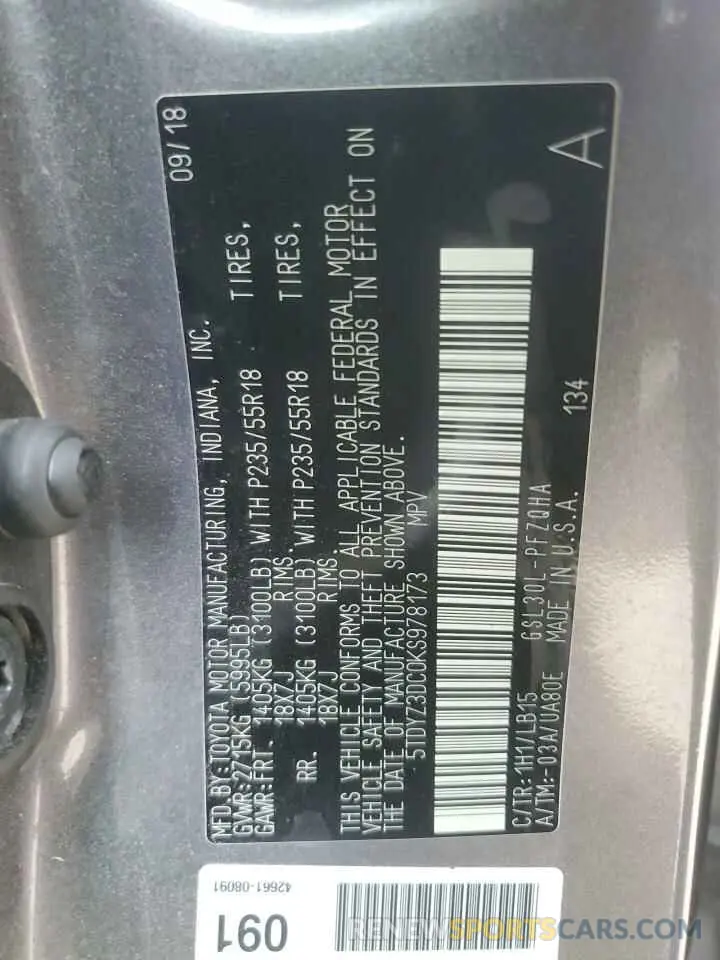 MFD BY:TOYOTA MOTOR MANUFACTURING, INDIANA, INC. 09/18
GVWR:2715KG (5995LB)
GAWR:FRT. 1405KG (3100LB) WITH P235/55R18 TIRES,
18X7J RIMS.
RR. 1405KG (3100LB) WITH P235/55R18 TIRES,
18X7J RIMS.
THIS VEHICLE CONFORMS TO ALL APPLICABLE FEDERAL MOTOR
VEHICLE SAFETY AND THEFT PREVENTION STANDARDS IN EFFECT ON
THE DATE OF MANUFACTURE SHOWN ABOVE.
5TDYZ3DC0KS978173 MPV
C/TR:1H1/LB15 GSL30L-PFZQHA 134 A
A/TM:-03A/UA80E MADE IN U.S.A.
42661-08091
091
RENEWSPORTSCARS.COM